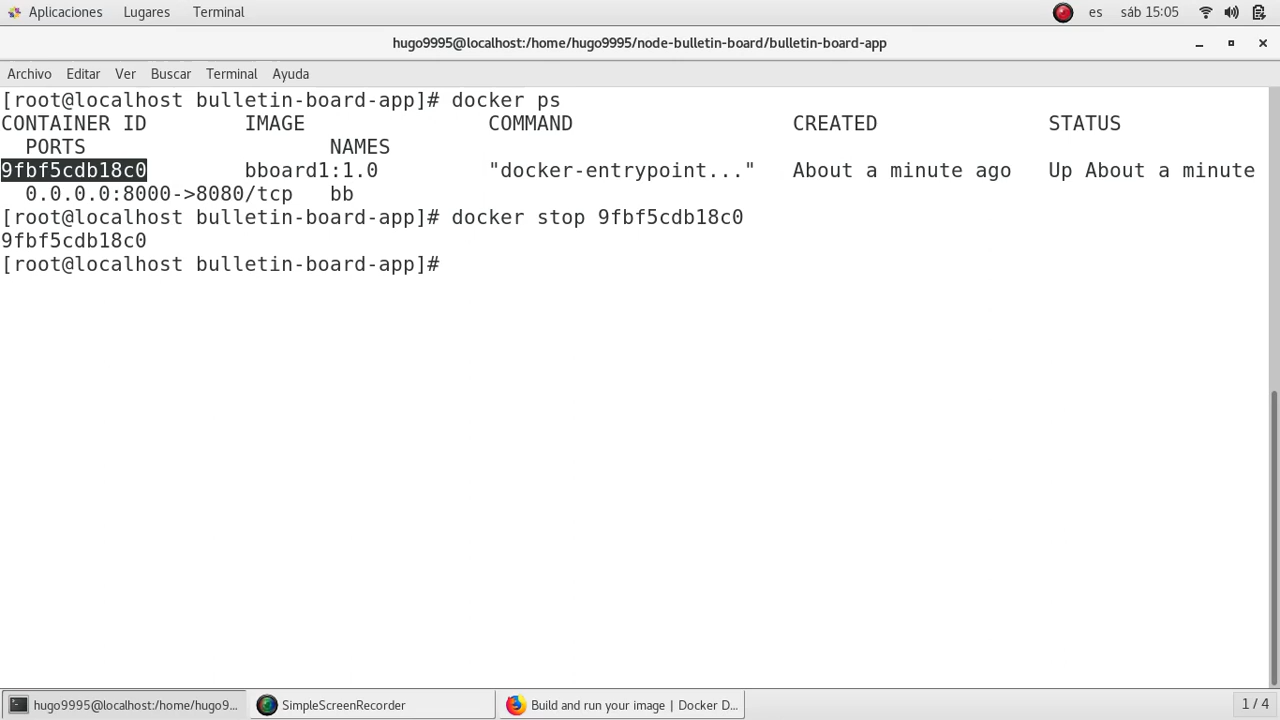 Aplicaciones Lugares Terminal es sáb 15:05
hugo9995@localhost:/home/hugo9995/node-bulletin-board/bulletin-board-app
Archivo Editar Ver Buscar Terminal Ayuda
[root@localhost bulletin-board-app]# docker ps
CONTAINER ID IMAGE COMMAND CREATED STATUS
PORTS NAMES
9fbf5cdb18c0 bboard1:1.0 "docker-entrypoint..." About a minute ago Up About a minute
0.0.0.0:8000->8080/tcp bb
[root@localhost bulletin-board-app]# docker stop 9fbf5cdb18c0
9fbf5cdb18c0
[root@localhost bulletin-board-app]#
hugo9995@localhost:/home/hugo9... SimpleScreenRecorder Build and run your image | Docker D... 1 / 4